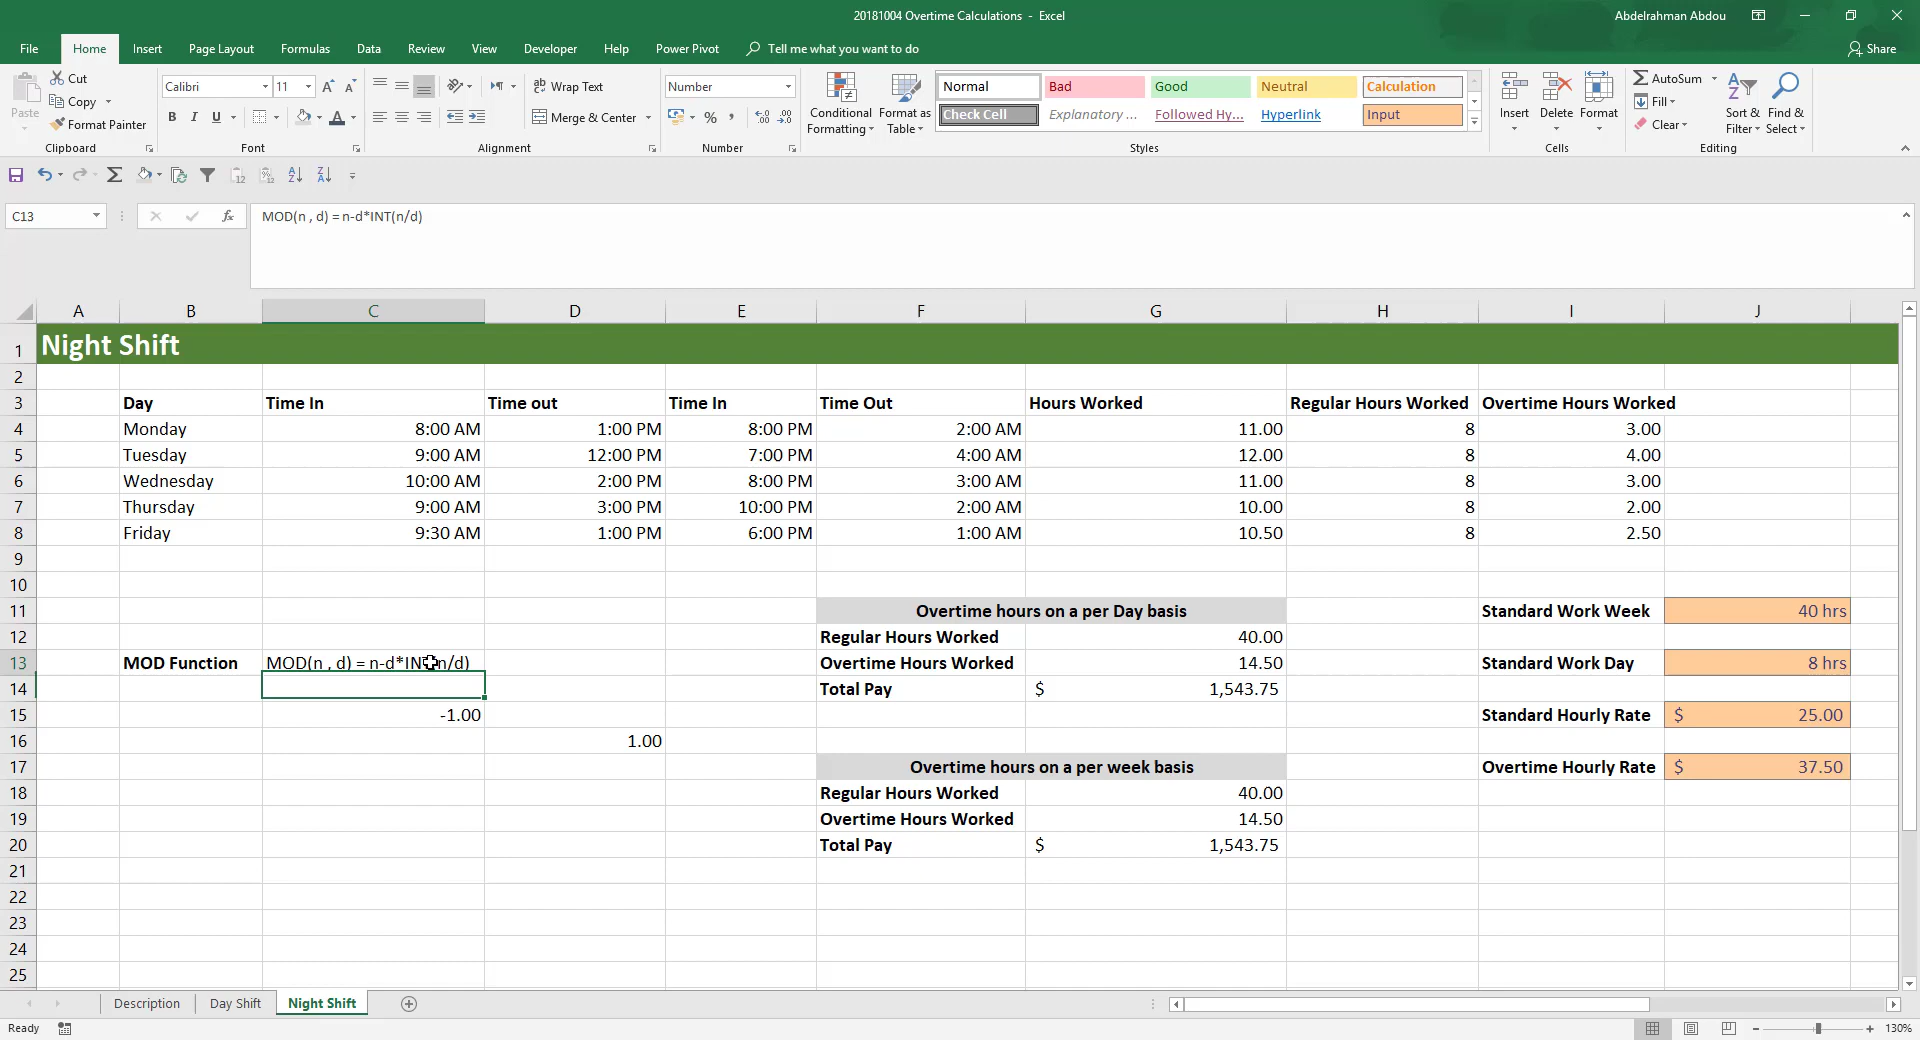 20181004 Overtime Calculations - Excel
Abdelrahman Abdou
File Home Insert Page Layout Formulas Data Review View Developer Help Power Pivot Tell me what you want to do
Share
Paste
Cut
Copy
Format Painter
Clipboard
Calibri 11
B I U
Font
Wrap Text
Merge & Center
Alignment
Number
$ % ,
Number
Conditional Formatting
Format as Table
Normal Bad Good Neutral Calculation
Check Cell Explanatory ... Followed Hy... Hyperlink Input
Styles
Insert Delete Format
Cells
AutoSum
Fill
Clear
Sort & Filter
Find & Select
Editing
C13
fx
MOD(n , d) = n-d*INT(n/d)
A B C D E F G H I J
1 Night Shift
2
3 Day Time In Time out Time In Time Out Hours Worked Regular Hours Worked Overtime Hours Worked
4 Monday 8:00 AM 1:00 PM 8:00 PM 2:00 AM 11.00 8 3.00
5 Tuesday 9:00 AM 12:00 PM 7:00 PM 4:00 AM 12.00 8 4.00
6 Wednesday 10:00 AM 2:00 PM 8:00 PM 3:00 AM 11.00 8 3.00
7 Thursday 9:00 AM 3:00 PM 10:00 PM 2:00 AM 10.00 8 2.00
8 Friday 9:30 AM 1:00 PM 6:00 PM 1:00 AM 10.50 8 2.50
9
10
11 Overtime hours on a per Day basis Standard Work Week 40 hrs
12 Regular Hours Worked 40.00
13 MOD Function MOD(n , d) = n-d*INT(n/d) Overtime Hours Worked 14.50 Standard Work Day 8 hrs
14 Total Pay $ 1,543.75
15 -1.00 Standard Hourly Rate $ 25.00
16 1.00
17 Overtime hours on a per week basis Overtime Hourly Rate $ 37.50
18 Regular Hours Worked 40.00
19 Overtime Hours Worked 14.50
20 Total Pay $ 1,543.75
21
22
23
24
25
Description Day Shift Night Shift
Ready
130%